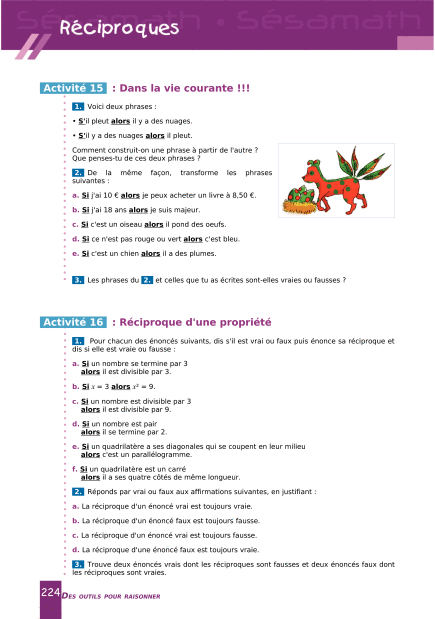 Sésamath • Sésamath
Réciproques
Activité 15 : Dans la vie courante !!!
1. Voici deux phrases :
• S'il pleut alors il y a des nuages.
• S'il y a des nuages alors il pleut.
Comment construit-on une phrase à partir de l'autre ?
Que penses-tu de ces deux phrases ?
2. De la même façon, transforme les phrases
suivantes :
a. Si j'ai 10 € alors je peux acheter un livre à 8,50 €.
b. Si j'ai 18 ans alors je suis majeur.
c. Si c'est un oiseau alors il pond des oeufs.
d. Si ce n'est pas rouge ou vert alors c'est bleu.
e. Si c'est un chien alors il a des plumes.
3. Les phrases du 2. et celles que tu as écrites sont-elles vraies ou fausses ?
Activité 16 : Réciproque d'une propriété
1. Pour chacun des énoncés suivants, dis s'il est vrai ou faux puis énonce sa réciproque et
dis si elle est vraie ou fausse :
a. Si un nombre se termine par 3
alors il est divisible par 3.
b. Si x = 3 alors x² = 9.
c. Si un nombre est divisible par 3
alors il est divisible par 9.
d. Si un nombre est pair
alors il se termine par 2.
e. Si un quadrilatère a ses diagonales qui se coupent en leur milieu
alors c'est un parallélogramme.
f. Si un quadrilatère est un carré
alors il a ses quatre côtés de même longueur.
2. Réponds par vrai ou faux aux affirmations suivantes, en justifiant :
a. La réciproque d'un énoncé vrai est toujours vraie.
b. La réciproque d'un énoncé faux est toujours fausse.
c. La réciproque d'un énoncé vrai est toujours fausse.
d. La réciproque d'une énoncé faux est toujours vraie.
3. Trouve deux énoncés vrais dont les réciproques sont fausses et deux énoncés faux dont
les réciproques sont vraies.
224 DES OUTILS POUR RAISONNER